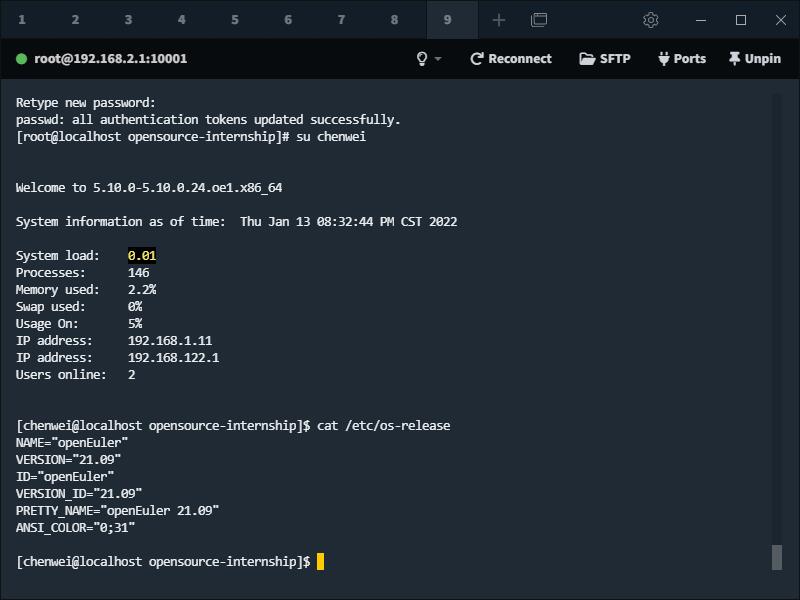 1 2 3 4 5 6 7 8 9
root@192.168.2.1:10001 Reconnect SFTP Ports Unpin
Retype new password:
passwd: all authentication tokens updated successfully.
[root@localhost opensource-internship]# su chenwei
Welcome to 5.10.0-5.10.0.24.oe1.x86_64
System information as of time:  Thu Jan 13 08:32:44 PM CST 2022
System load:    0.01
Processes:      146
Memory used:    2.2%
Swap used:      0%
Usage On:       5%
IP address:     192.168.1.11
IP address:     192.168.122.1
Users online:   2
[chenwei@localhost opensource-internship]$ cat /etc/os-release
NAME="openEuler"
VERSION="21.09"
ID="openEuler"
VERSION_ID="21.09"
PRETTY_NAME="openEuler 21.09"
ANSI_COLOR="0;31"
[chenwei@localhost opensource-internship]$